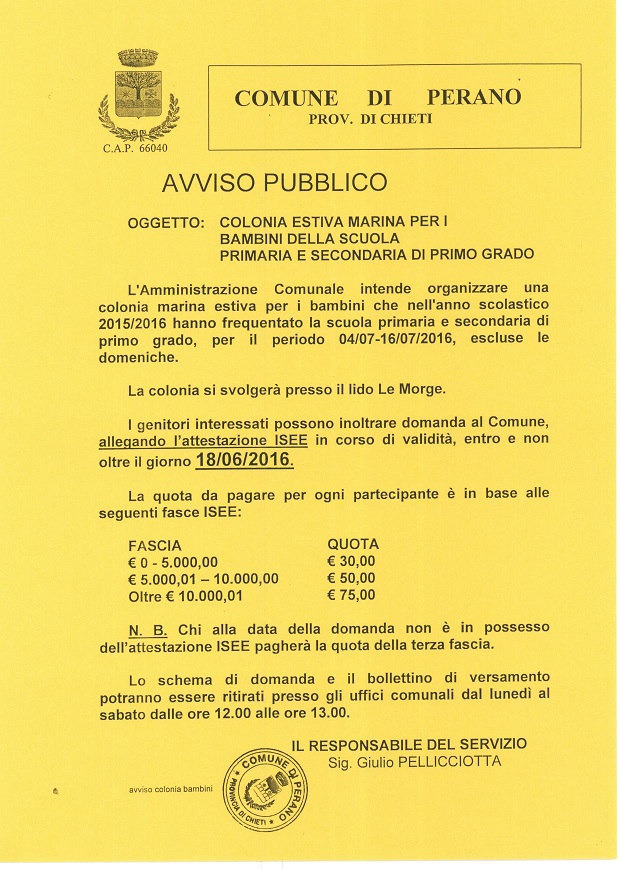 COMUNE DI PERANO
PROV. DI CHIETI
C.A.P. 66040
AVVISO PUBBLICO
OGGETTO: COLONIA ESTIVA MARINA PER I
BAMBINI DELLA SCUOLA
PRIMARIA E SECONDARIA DI PRIMO GRADO
L'Amministrazione Comunale intende organizzare una
colonia marina estiva per i bambini che nell'anno scolastico
2015/2016 hanno frequentato la scuola primaria e secondaria di
primo grado, per il periodo 04/07-16/07/2016, escluse le
domeniche.
La colonia si svolgerà presso il lido Le Morge.
I genitori interessati possono inoltrare domanda al Comune,
allegando l'attestazione ISEE in corso di validità, entro e non
oltre il giorno 18/06/2016.
La quota da pagare per ogni partecipante è in base alle
seguenti fasce ISEE:
FASCIA QUOTA
€ 0 - 5.000,00 € 30,00
€ 5.000,01 – 10.000,00 € 50,00
Oltre € 10.000,01 € 75,00
N. B. Chi alla data della domanda non è in possesso
dell'attestazione ISEE pagherà la quota della terza fascia.
Lo schema di domanda e il bollettino di versamento
potranno essere ritirati presso gli uffici comunali dal lunedì al
sabato dalle ore 12.00 alle ore 13.00.
IL RESPONSABILE DEL SERVIZIO
Sig. Giulio PELLICCIOTTA
avviso colonia bambini
COMUNE DI PERANO
PROVINCIA DI CHIETI